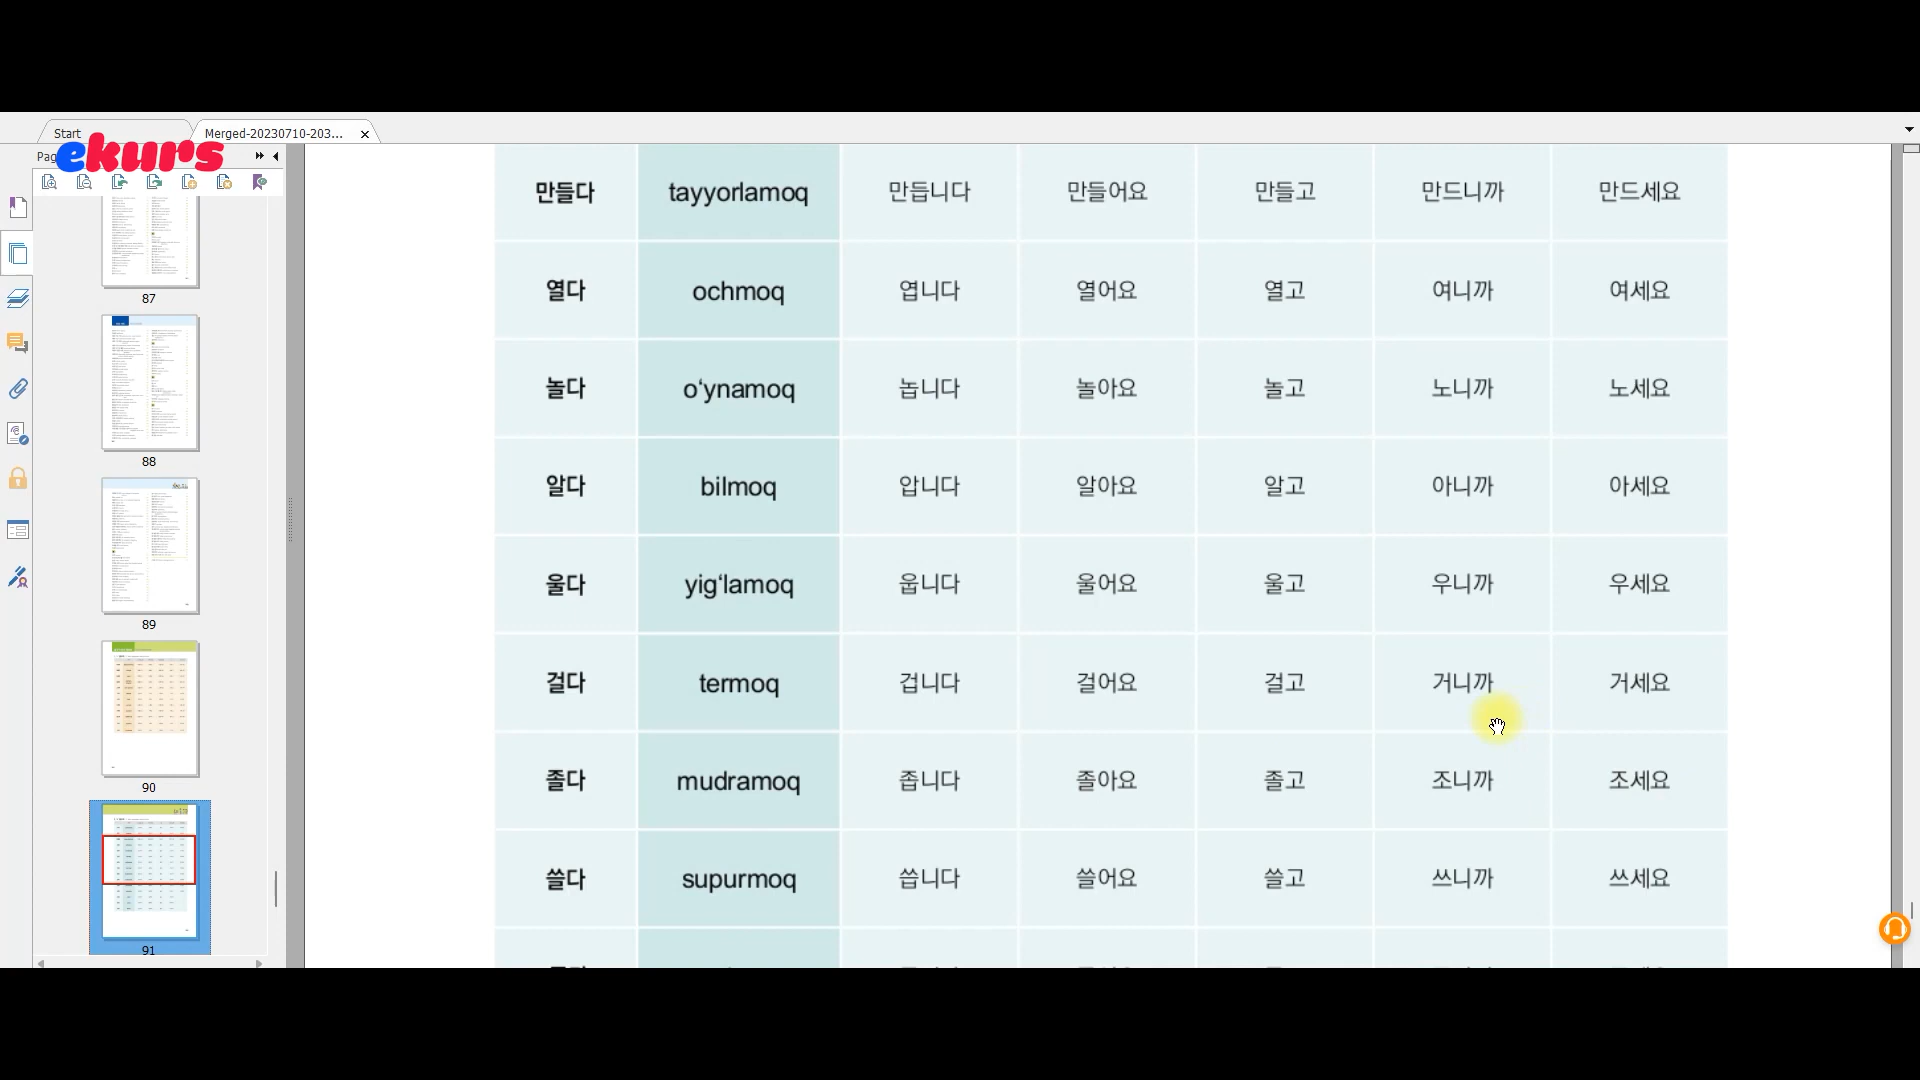 Start
Merged-20230710-203...
Pag
ekurs
87
88
89
90
91
만들다 tayyorlamoq 만듭니다 만들어요 만들고 만드니까 만드세요
열다 ochmoq 엽니다 열어요 열고 여니까 여세요
놀다 o‘ynamoq 놉니다 놀아요 놀고 노니까 노세요
알다 bilmoq 압니다 알아요 알고 아니까 아세요
울다 yig‘lamoq 웁니다 울어요 울고 우니까 우세요
걸다 termoq 겁니다 걸어요 걸고 거니까 거세요
졸다 mudramoq 좁니다 졸아요 졸고 조니까 조세요
쓸다 supurmoq 씁니다 쓸어요 쓸고 쓰니까 쓰세요